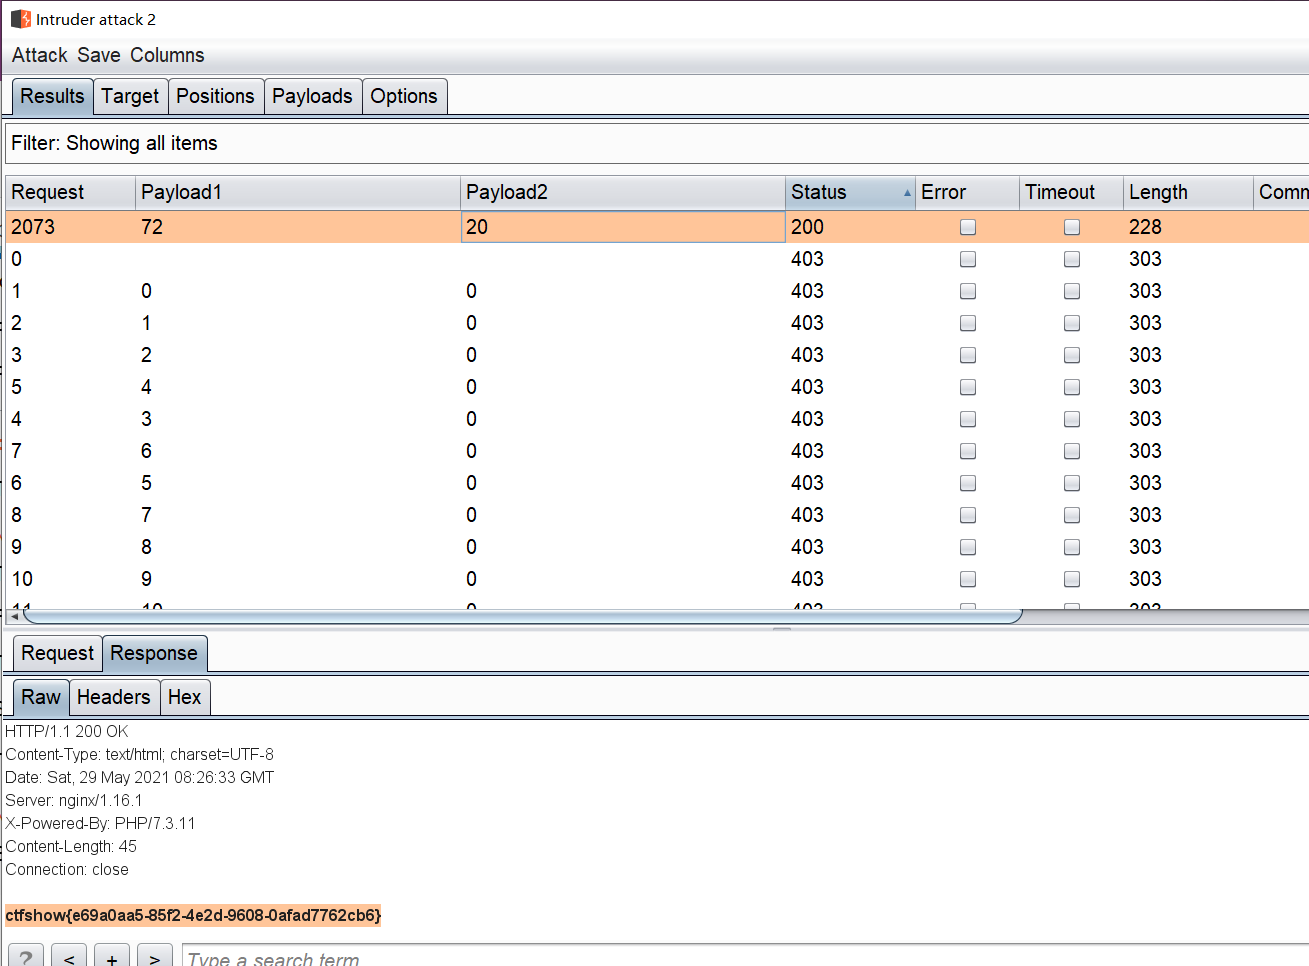 Intruder attack 2
Attack Save Columns
Results Target Positions Payloads Options
Filter: Showing all items
Request Payload1 Payload2 Status Error Timeout Length Comm
2073 72 20 200 228
0 403 303
1 0 0 403 303
2 1 0 403 303
3 2 0 403 303
5 4 0 403 303
4 3 0 403 303
7 6 0 403 303
6 5 0 403 303
8 7 0 403 303
9 8 0 403 303
10 9 0 403 303
11 10 0 403 303
Request Response
Raw Headers Hex
HTTP/1.1 200 OK
Content-Type: text/html; charset=UTF-8
Date: Sat, 29 May 2021 08:26:33 GMT
Server: nginx/1.16.1
X-Powered-By: PHP/7.3.11
Content-Length: 45
Connection: close
ctfshow{e69a0aa5-85f2-4e2d-9608-0afad7762cb6}
? < + > Type a search term